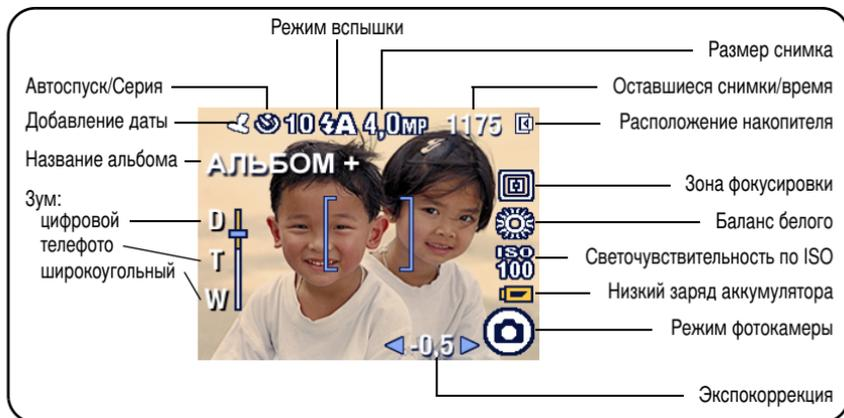 Режим вспышки
Размер снимка
Автоспуск/Серия
Оставшиеся снимки/время
Добавление даты
10 4A 4,0MP 1175
Расположение накопителя
Название альбома
АЛЬБОМ +
Зум:
Зона фокусировки
цифровой
D
Баланс белого
телефото
T
ISO
100
Светочувствительность по ISO
широкоугольный
W
Низкий заряд аккумулятора
Режим фотокамеры
-0,5
Экспокоррекция